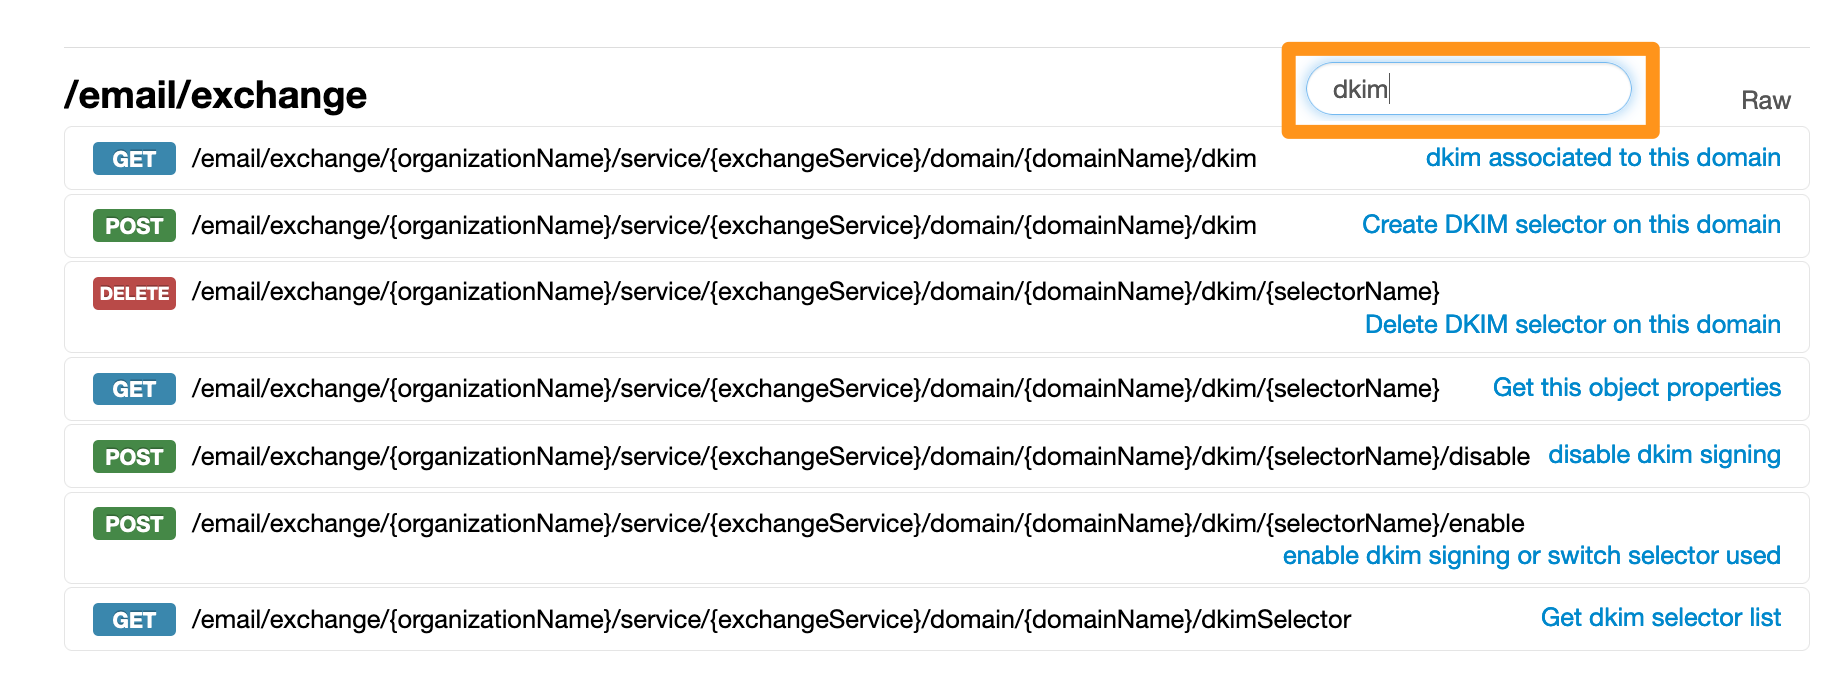 /email/exchange
dkim
Raw
GET /email/exchange/{organizationName}/service/{exchangeService}/domain/{domainName}/dkim dkim associated to this domain
POST /email/exchange/{organizationName}/service/{exchangeService}/domain/{domainName}/dkim Create DKIM selector on this domain
DELETE /email/exchange/{organizationName}/service/{exchangeService}/domain/{domainName}/dkim/{selectorName}
Delete DKIM selector on this domain
GET /email/exchange/{organizationName}/service/{exchangeService}/domain/{domainName}/dkim/{selectorName} Get this object properties
POST /email/exchange/{organizationName}/service/{exchangeService}/domain/{domainName}/dkim/{selectorName}/disable disable dkim signing
POST /email/exchange/{organizationName}/service/{exchangeService}/domain/{domainName}/dkim/{selectorName}/enable
enable dkim signing or switch selector used
GET /email/exchange/{organizationName}/service/{exchangeService}/domain/{domainName}/dkimSelector Get dkim selector list